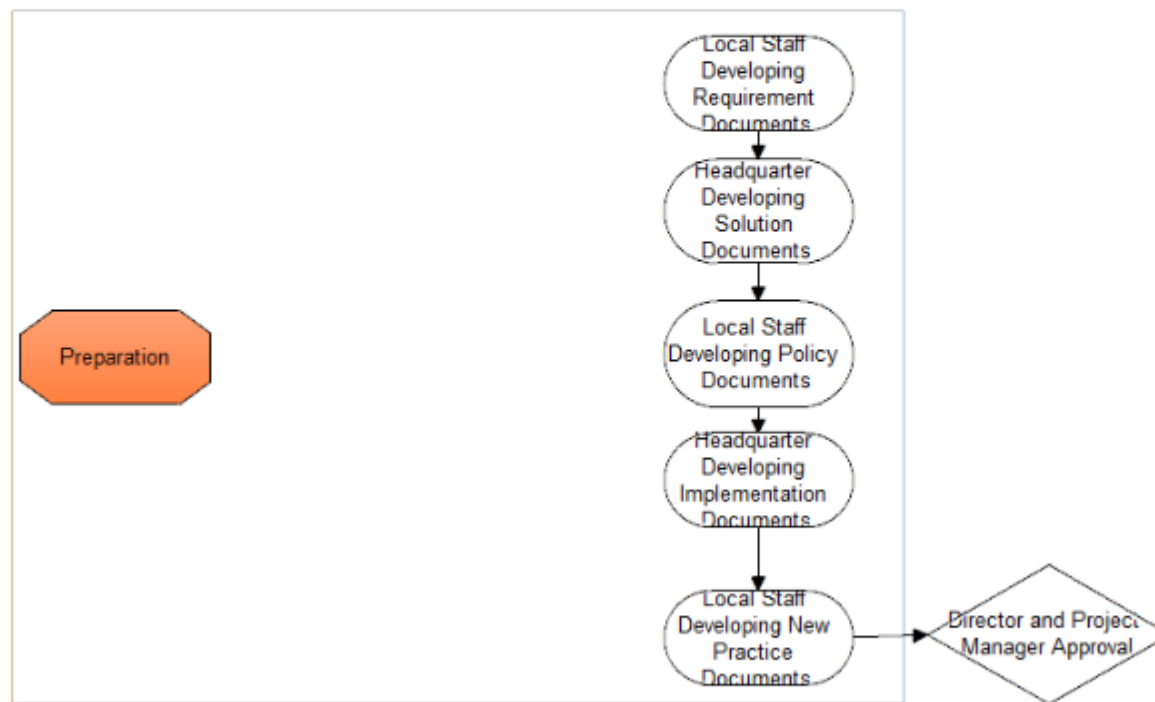 Local Staff
Developing
Requirement
Documents
Headquarter
Developing
Solution
Documents
Preparation
Local Staff
Developing Policy
Documents
Headquarter
Developing
Implementation
Documents
Local Staff
Developing New
Practice
Documents
Director and Project
Manager Approval